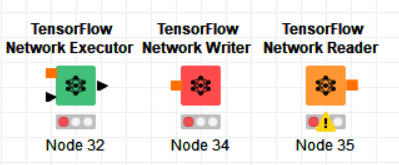 TensorFlow
Network Executor
TensorFlow
Network Writer
TensorFlow
Network Reader
Node 32
Node 34
Node 35